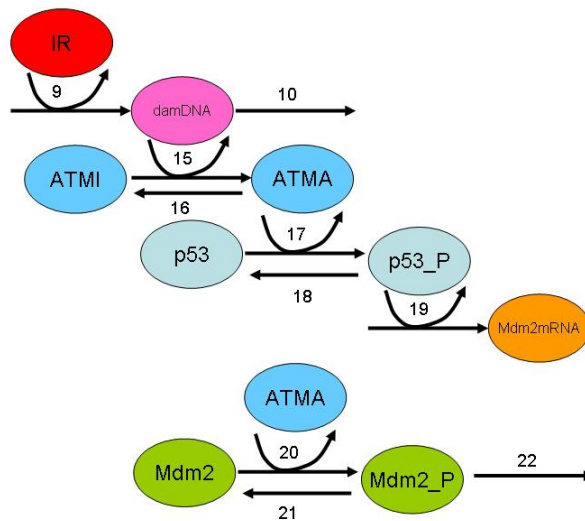 IR
9
damDNA
10
ATMI
15
ATMA
16
p53
17
p53_P
18
19
Mdm2mRNA
ATMA
Mdm2
20
Mdm2_P
22
21